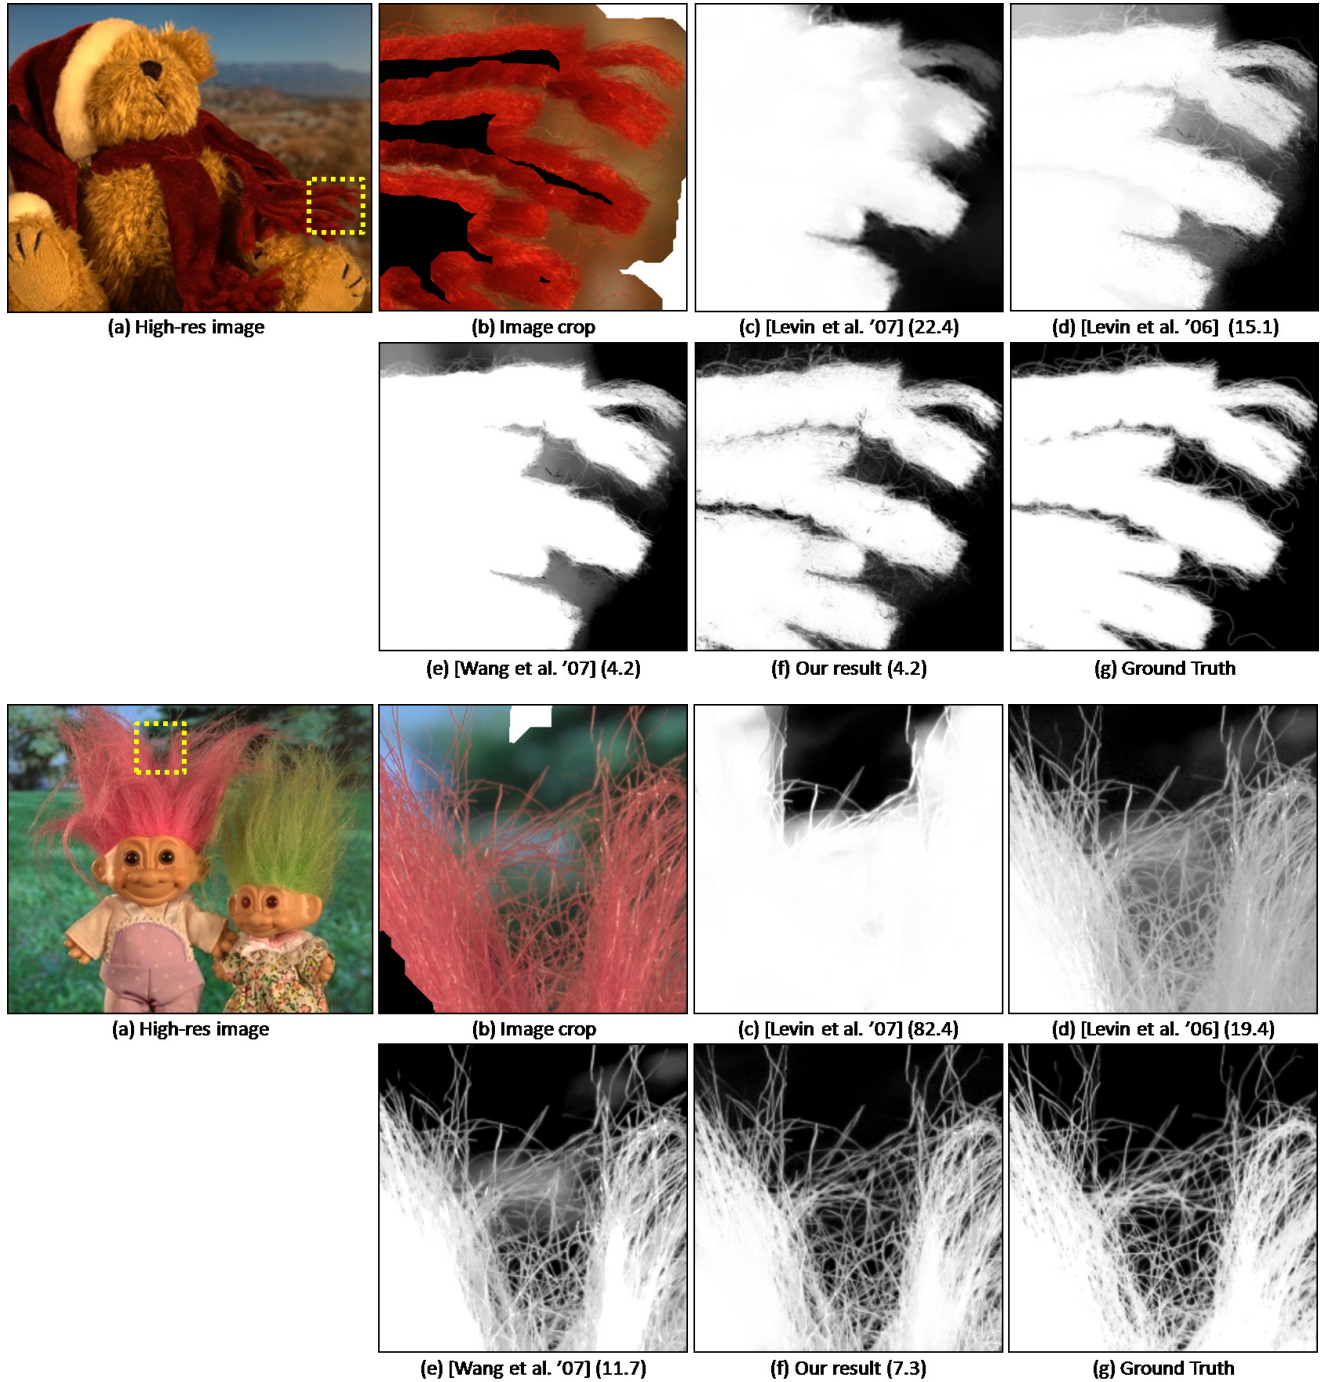 (a) High-res image
(b) Image crop
(c) [Levin et al. ’07] (22.4)
(d) [Levin et al. ’06] (15.1)
(e) [Wang et al. ’07] (4.2)
(f) Our result (4.2)
(g) Ground Truth
(a) High-res image
(b) Image crop
(c) [Levin et al. ’07] (82.4)
(d) [Levin et al. ’06] (19.4)
(e) [Wang et al. ’07] (11.7)
(f) Our result (7.3)
(g) Ground Truth